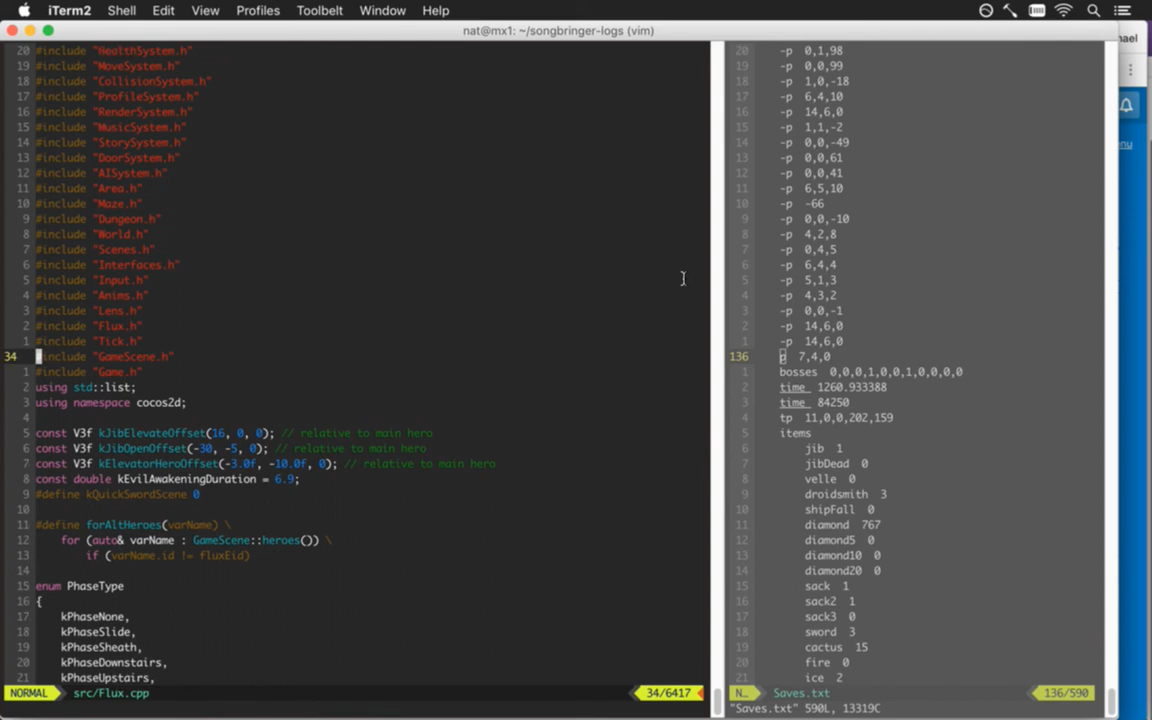 iTerm2 Shell Edit View Profiles Toolbelt Window Help
nat@mx1: ~/songbringer-logs (vim)
ael
20 #include "HealthSystem.h"
19 #include "MoveSystem.h"
18 #include "CollisionSystem.h"
17 #include "ProfileSystem.h"
16 #include "RenderSystem.h"
15 #include "MusicSystem.h"
14 #include "StorySystem.h"
13 #include "DoorSystem.h"
12 #include "AISystem.h"
11 #include "Area.h"
10 #include "Maze.h"
9 #include "Dungeon.h"
8 #include "World.h"
7 #include "Scenes.h"
6 #include "Interfaces.h"
5 #include "Input.h"
4 #include "Anims.h"
3 #include "Lens.h"
2 #include "Flux.h"
1 #include "Tick.h"
34 #include "GameScene.h"
1 #include "Game.h"
2 using std::list;
3 using namespace cocos2d;
4
5 const V3f kJibElevateOffset(16, 0, 0); // relative to main hero
6 const V3f kJibOpenOffset(-30, -5, 0); // relative to main hero
7 const V3f kElevatorHeroOffset(-3.0f, -10.0f, 0); // relative to main hero
8 const double kEvilAwakeningDuration = 6.9;
9 #define kQuickSwordScene 0
10
11 #define forAltHeroes(varName) \
12 for (auto& varName : GameScene::heroes()) \
13 if (varName.id != fluxEid)
14
15 enum PhaseType
16 {
17 kPhaseNone,
18 kPhaseSlide,
19 kPhaseSheath,
20 kPhaseDownstairs,
21 kPhaseUpstairs,
NORMAL src/Flux.cpp 34/6417
20 -p 0,1,98
19 -p 0,0,99
18 -p 1,0,-18
17 -p 6,4,10
16 -p 14,6,0
15 -p 1,1,-2
14 -p 0,0,-49
13 -p 0,0,61
12 -p 0,0,41
11 -p 6,5,10
10 -p -66
9 -p 0,0,-10
8 -p 4,2,8
7 -p 0,4,5
6 -p 6,4,4
5 -p 5,1,3
4 -p 4,3,2
3 -p 0,0,-1
2 -p 14,6,0
1 -p 14,6,0
136 p 7,4,0
1 bosses 0,0,0,1,0,0,1,0,0,0,0
2 time 1260.933388
3 time 84250
4 tp 11,0,0,202,159
5 items
6 jib 1
7 jibDead 0
8 velle 0
9 droidsmith 3
10 shipFall 0
11 diamond 767
12 diamond5 0
13 diamond10 0
14 diamond20 0
15 sack 1
16 sack2 1
17 sack3 0
18 sword 3
19 cactus 15
20 fire 0
21 ice 2
N... Saves.txt 136/590
"Saves.txt" 590L, 13319C
nu